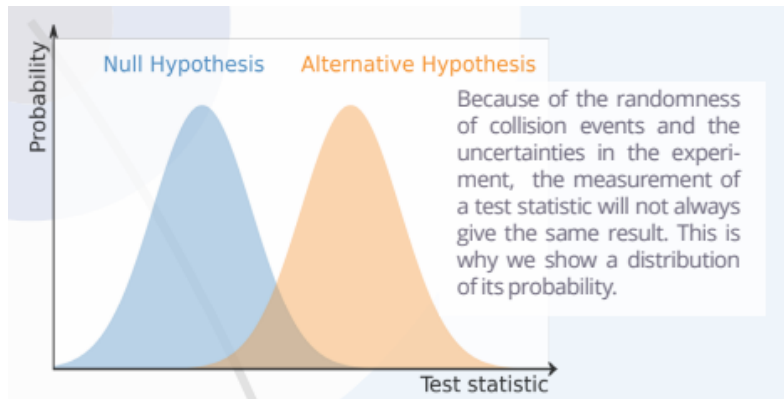 Null Hypothesis
Alternative Hypothesis
Probability
Because of the randomness
of collision events and the
uncertainties in the experi-
ment, the measurement of
a test statistic will not always
give the same result. This is
why we show a distribution
of its probability.
Test statistic